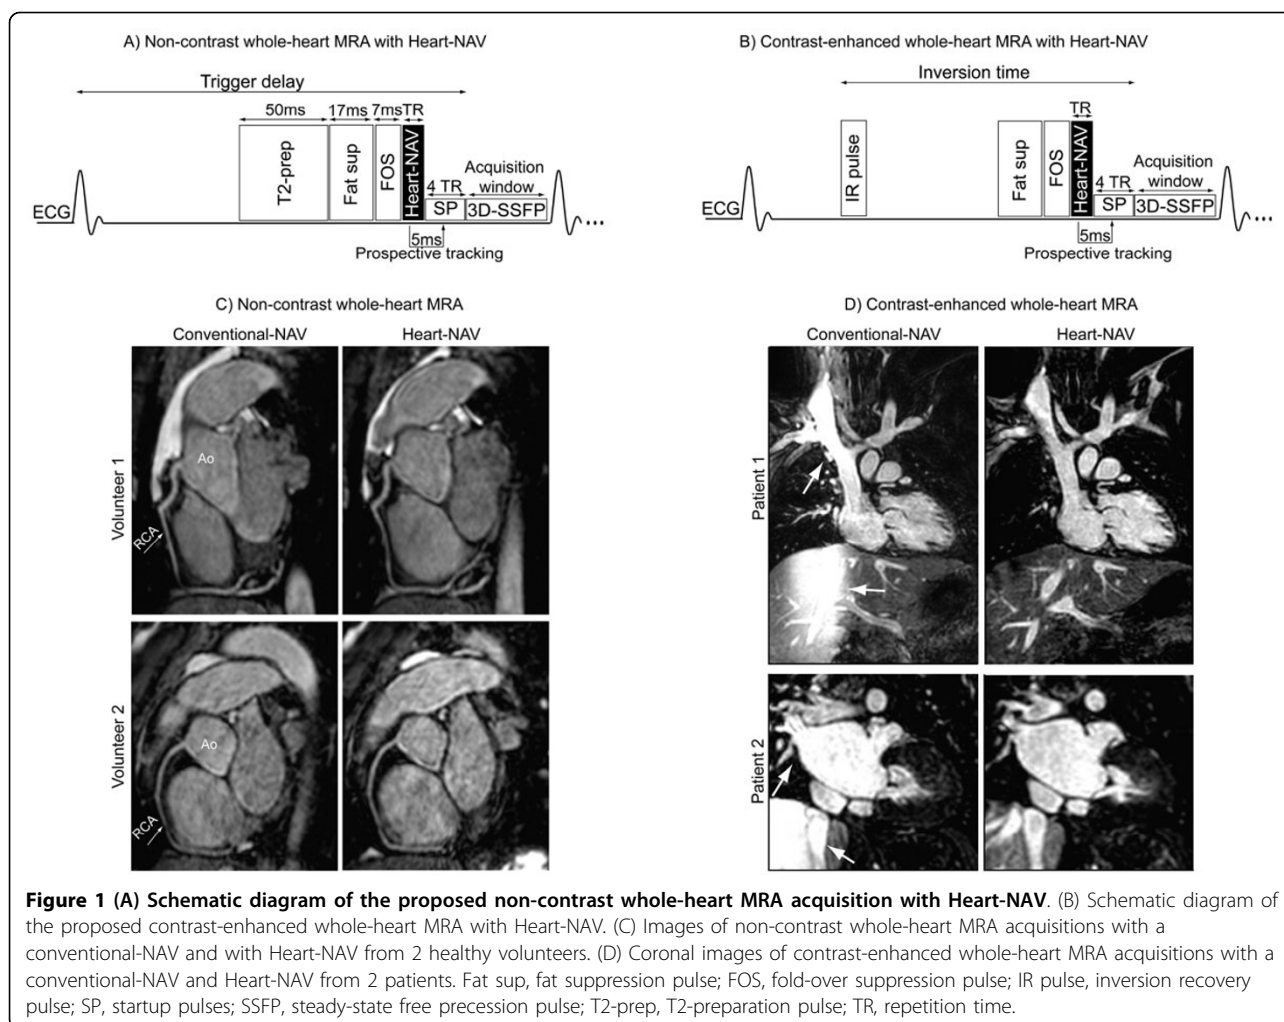 A) Non-contrast whole-heart MRA with Heart-NAV
Trigger delay
50ms 17ms 7ms TR
T2-prep
Fat sup
FOS
Heart-NAV
4 TR
SP
Acquisition
window
3D-SSFP
ECG
5ms
Prospective tracking
B) Contrast-enhanced whole-heart MRA with Heart-NAV
Inversion time
IR pulse
Fat sup
FOS
TR
Heart-NAV
4 TR
SP
Acquisition
window
3D-SSFP
ECG
5ms
Prospective tracking
C) Non-contrast whole-heart MRA
Conventional-NAV Heart-NAV
Volunteer 1
Ao
RCA
Volunteer 2
Ao
RCA
D) Contrast-enhanced whole-heart MRA
Conventional-NAV Heart-NAV
Patient 1
Patient 2
Figure 1 (A) Schematic diagram of the proposed non-contrast whole-heart MRA acquisition with Heart-NAV. (B) Schematic diagram of
the proposed contrast-enhanced whole-heart MRA with Heart-NAV. (C) Images of non-contrast whole-heart MRA acquisitions with a
conventional-NAV and with Heart-NAV from 2 healthy volunteers. (D) Coronal images of contrast-enhanced whole-heart MRA acquisitions with a
conventional-NAV and Heart-NAV from 2 patients. Fat sup, fat suppression pulse; FOS, fold-over suppression pulse; IR pulse, inversion recovery
pulse; SP, startup pulses; SSFP, steady-state free precession pulse; T2-prep, T2-preparation pulse; TR, repetition time.